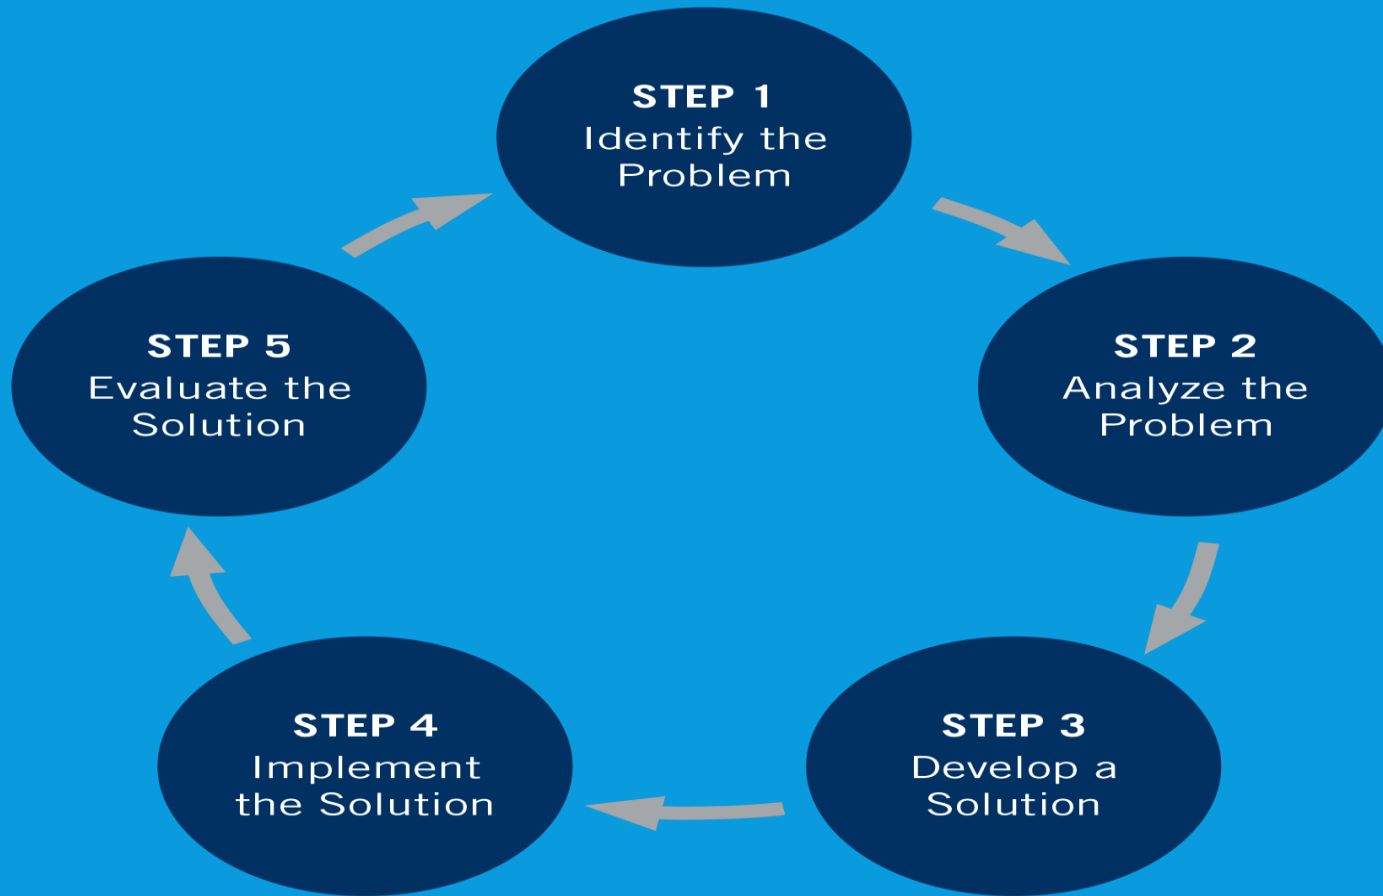 STEP 1
Identify the
Problem
STEP 2
Analyze the
Problem
STEP 3
Develop a
Solution
STEP 4
Implement
the Solution
STEP 5
Evaluate the
Solution